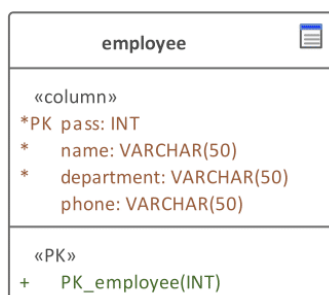 employee
«column»
*PK pass: INT
* name: VARCHAR(50)
* department: VARCHAR(50)
phone: VARCHAR(50)
«PK»
+ PK_employee(INT)